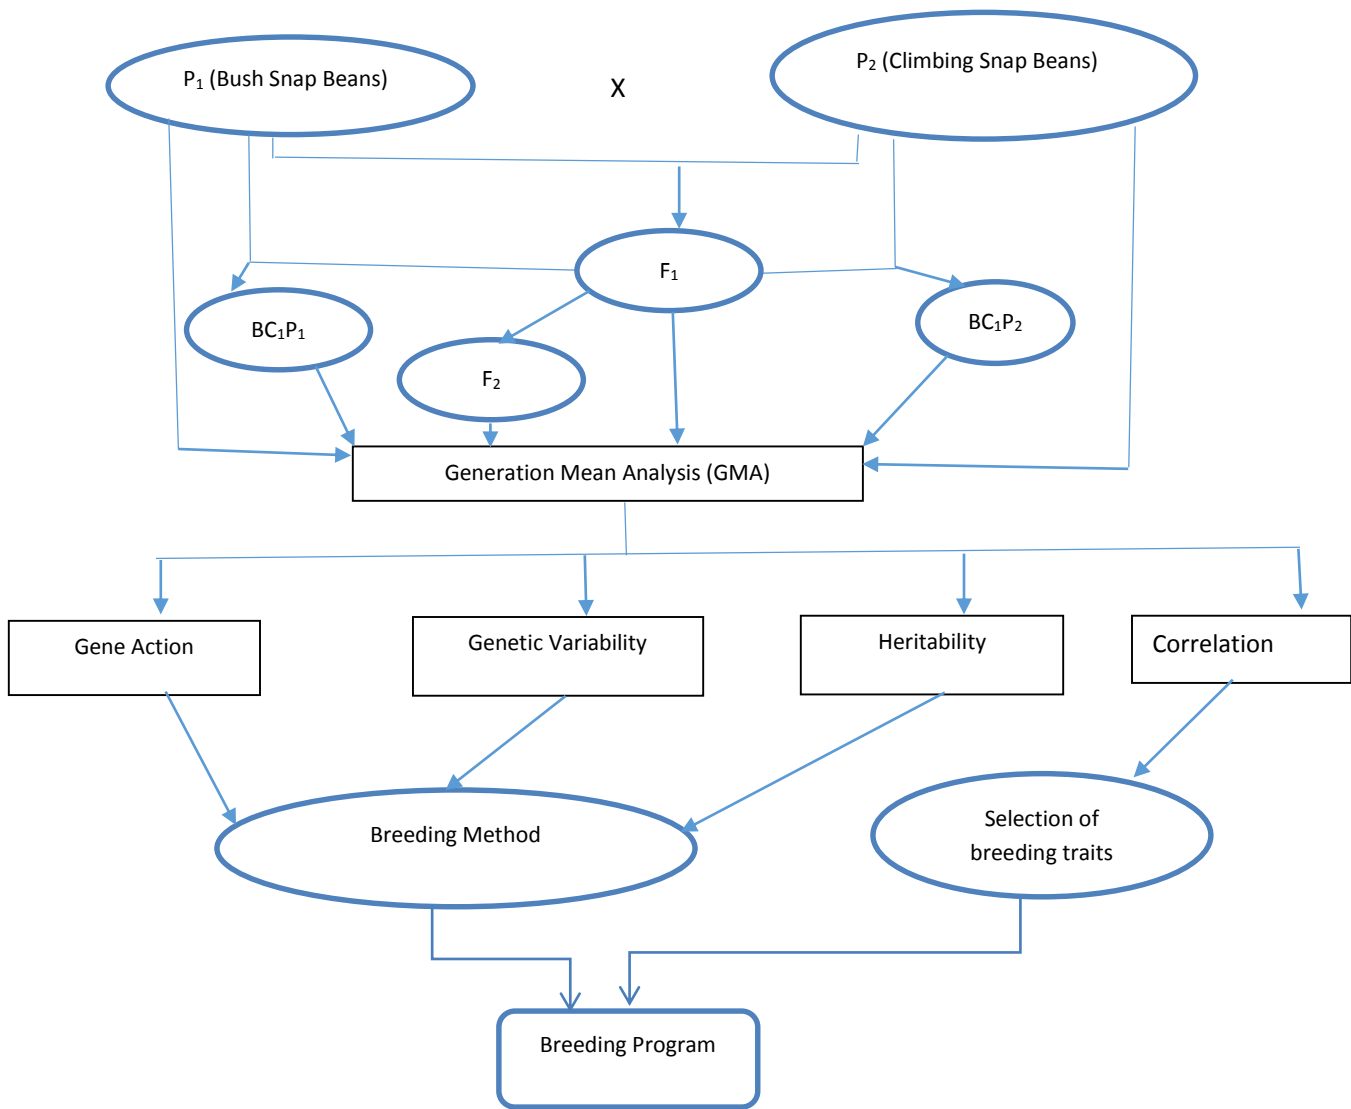 P₁ (Bush Snap Beans)
X
P₂ (Climbing Snap Beans)
F₁
BC₁P₁
BC₁P₂
F₂
Generation Mean Analysis (GMA)
Gene Action
Genetic Variability
Heritability
Correlation
Breeding Method
Selection of
breeding traits
Breeding Program